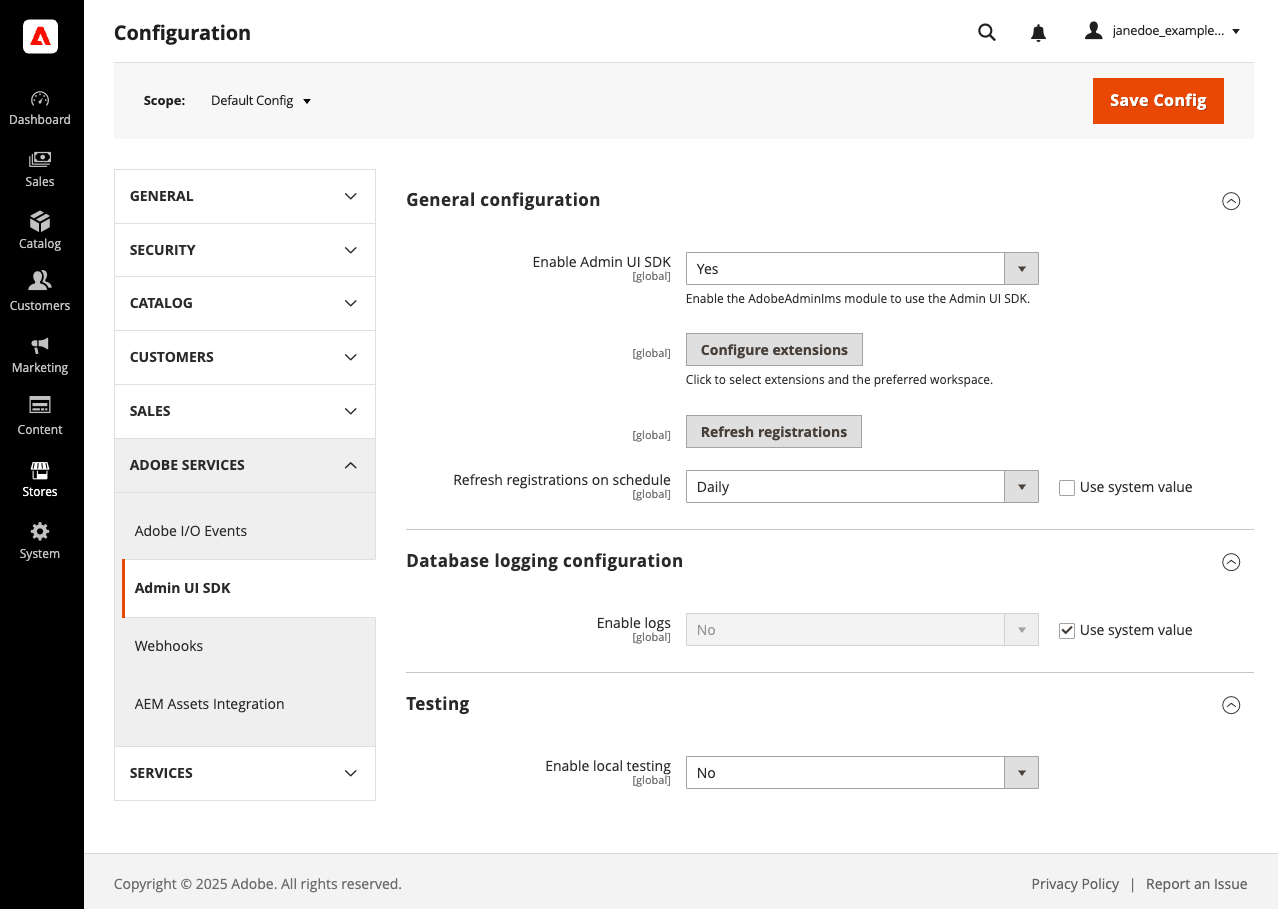 Configuration
janedoe_example...
Scope: Default Config
Save Config
Dashboard
Sales
Catalog
Customers
Marketing
Content
Stores
System
GENERAL
SECURITY
CATALOG
CUSTOMERS
SALES
ADOBE SERVICES
Adobe I/O Events
Admin UI SDK
Webhooks
AEM Assets Integration
SERVICES
General configuration
Enable Admin UI SDK
[global]
Yes
Enable the AdobeAdminIms module to use the Admin UI SDK.
[global]
Configure extensions
Click to select extensions and the preferred workspace.
[global]
Refresh registrations
Refresh registrations on schedule
[global]
Daily
Use system value
Database logging configuration
Enable logs
[global]
No
Use system value
Testing
Enable local testing
[global]
No
Copyright © 2025 Adobe. All rights reserved.
Privacy Policy | Report an Issue